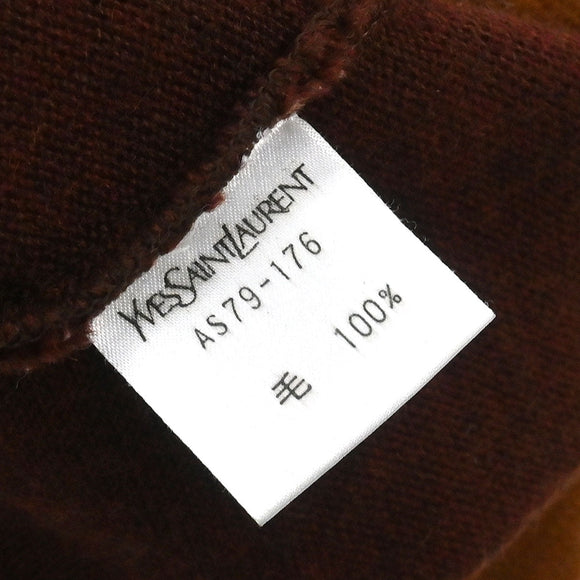 YVESSAINTLAURENT
AS79-176
毛 100%